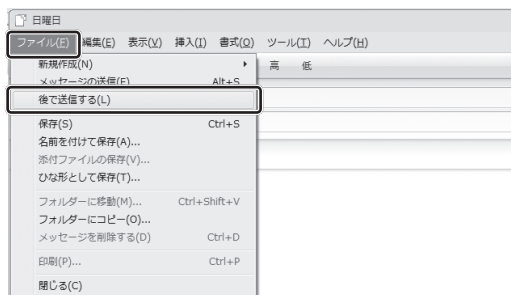 日曜日
ファイル(F) 編集(E) 表示(V) 挿入(I) 書式(O) ツール(T) ヘルプ(H)
新規作成(N) 高 低
メッセージの送信(E) Alt+S
後で送信する(L)
保存(S) Ctrl+S
名前を付けて保存(A)...
添付ファイルの保存(V)...
ひな形として保存(T)...
フォルダーに移動(M)... Ctrl+Shift+V
フォルダーにコピー(O)...
メッセージを削除する(D) Ctrl+D
印刷(P)... Ctrl+P
閉じる(C)